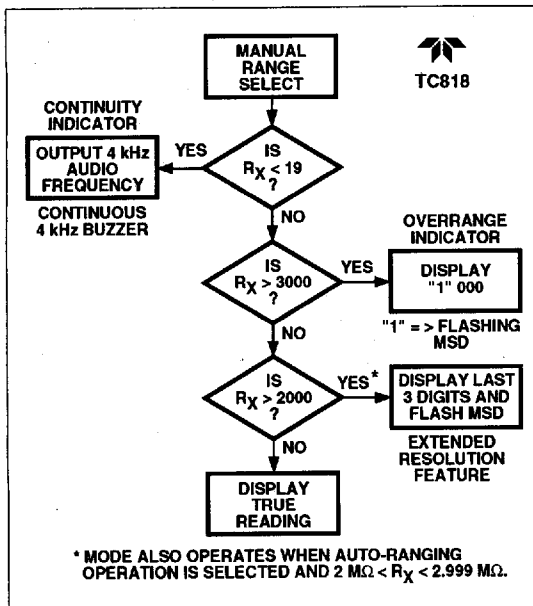 MANUAL
RANGE
SELECT
TC818
CONTINUITY
INDICATOR
OUTPUT 4 kHz
AUDIO
FREQUENCY
CONTINUOUS
4 kHz BUZZER
YES
IS
RX < 19
?
NO
OVERRANGE
INDICATOR
IS
RX > 3000
?
YES
DISPLAY
"1" 000
"1" = > FLASHING
MSD
NO
IS
RX > 2000
?
YES*
DISPLAY LAST
3 DIGITS AND
FLASH MSD
EXTENDED
RESOLUTION
FEATURE
NO
DISPLAY
TRUE
READING
* MODE ALSO OPERATES WHEN AUTO-RANGING
OPERATION IS SELECTED AND 2 MΩ < RX < 2.999 MΩ.